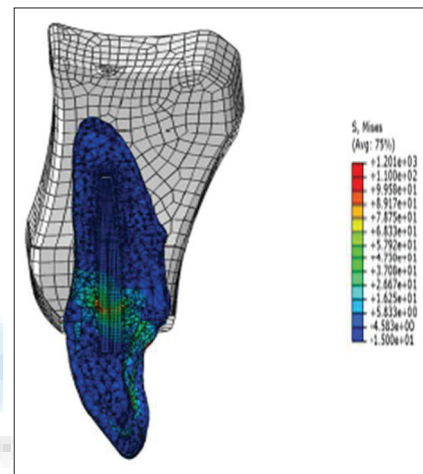 S, Mises
(Avg: 75%)
+1.201e+03
+1.100e+02
+9.958e+01
+8.917e+01
+7.875e+01
+6.833e+01
+5.792e+01
+4.750e+01
+3.708e+01
+2.667e+01
+1.625e+01
+5.833e+00
-4.583e+00
-1.500e+01